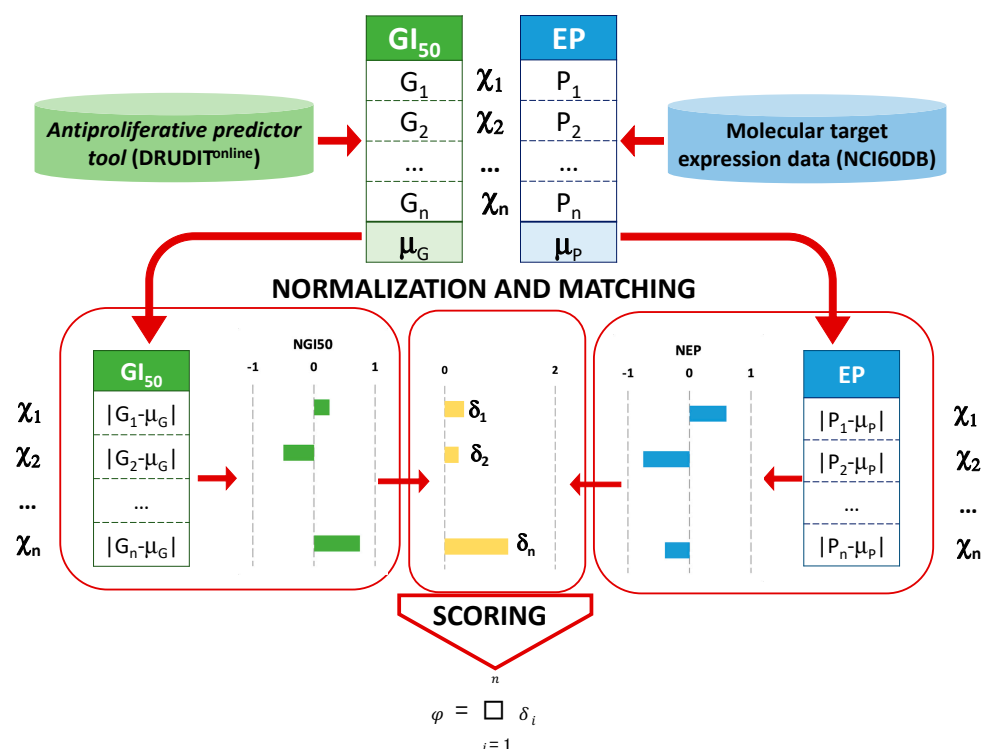 GI₅₀ EP
G₁ χ₁ P₁
G₂ χ₂ P₂
... ... ...
Gₙ χₙ Pₙ
μG μP
Antiproliferative predictor
tool (DRUDITᵒⁿˡⁱⁿᵉ)
Molecular target
expression data (NCI60DB)
NORMALIZATION AND MATCHING
GI₅₀
χ₁ |G₁-μG|
χ₂ |G₂-μG|
... ...
χₙ |Gₙ-μG|
NGI50
-1 0 1
0 2
δ₁
δ₂
δₙ
NEP
-1 0 1
EP
|P₁-μP| χ₁
|P₂-μP| χ₂
... ...
|Pₙ-μP| χₙ
SCORING
n
φ = □ δᵢ
i = 1